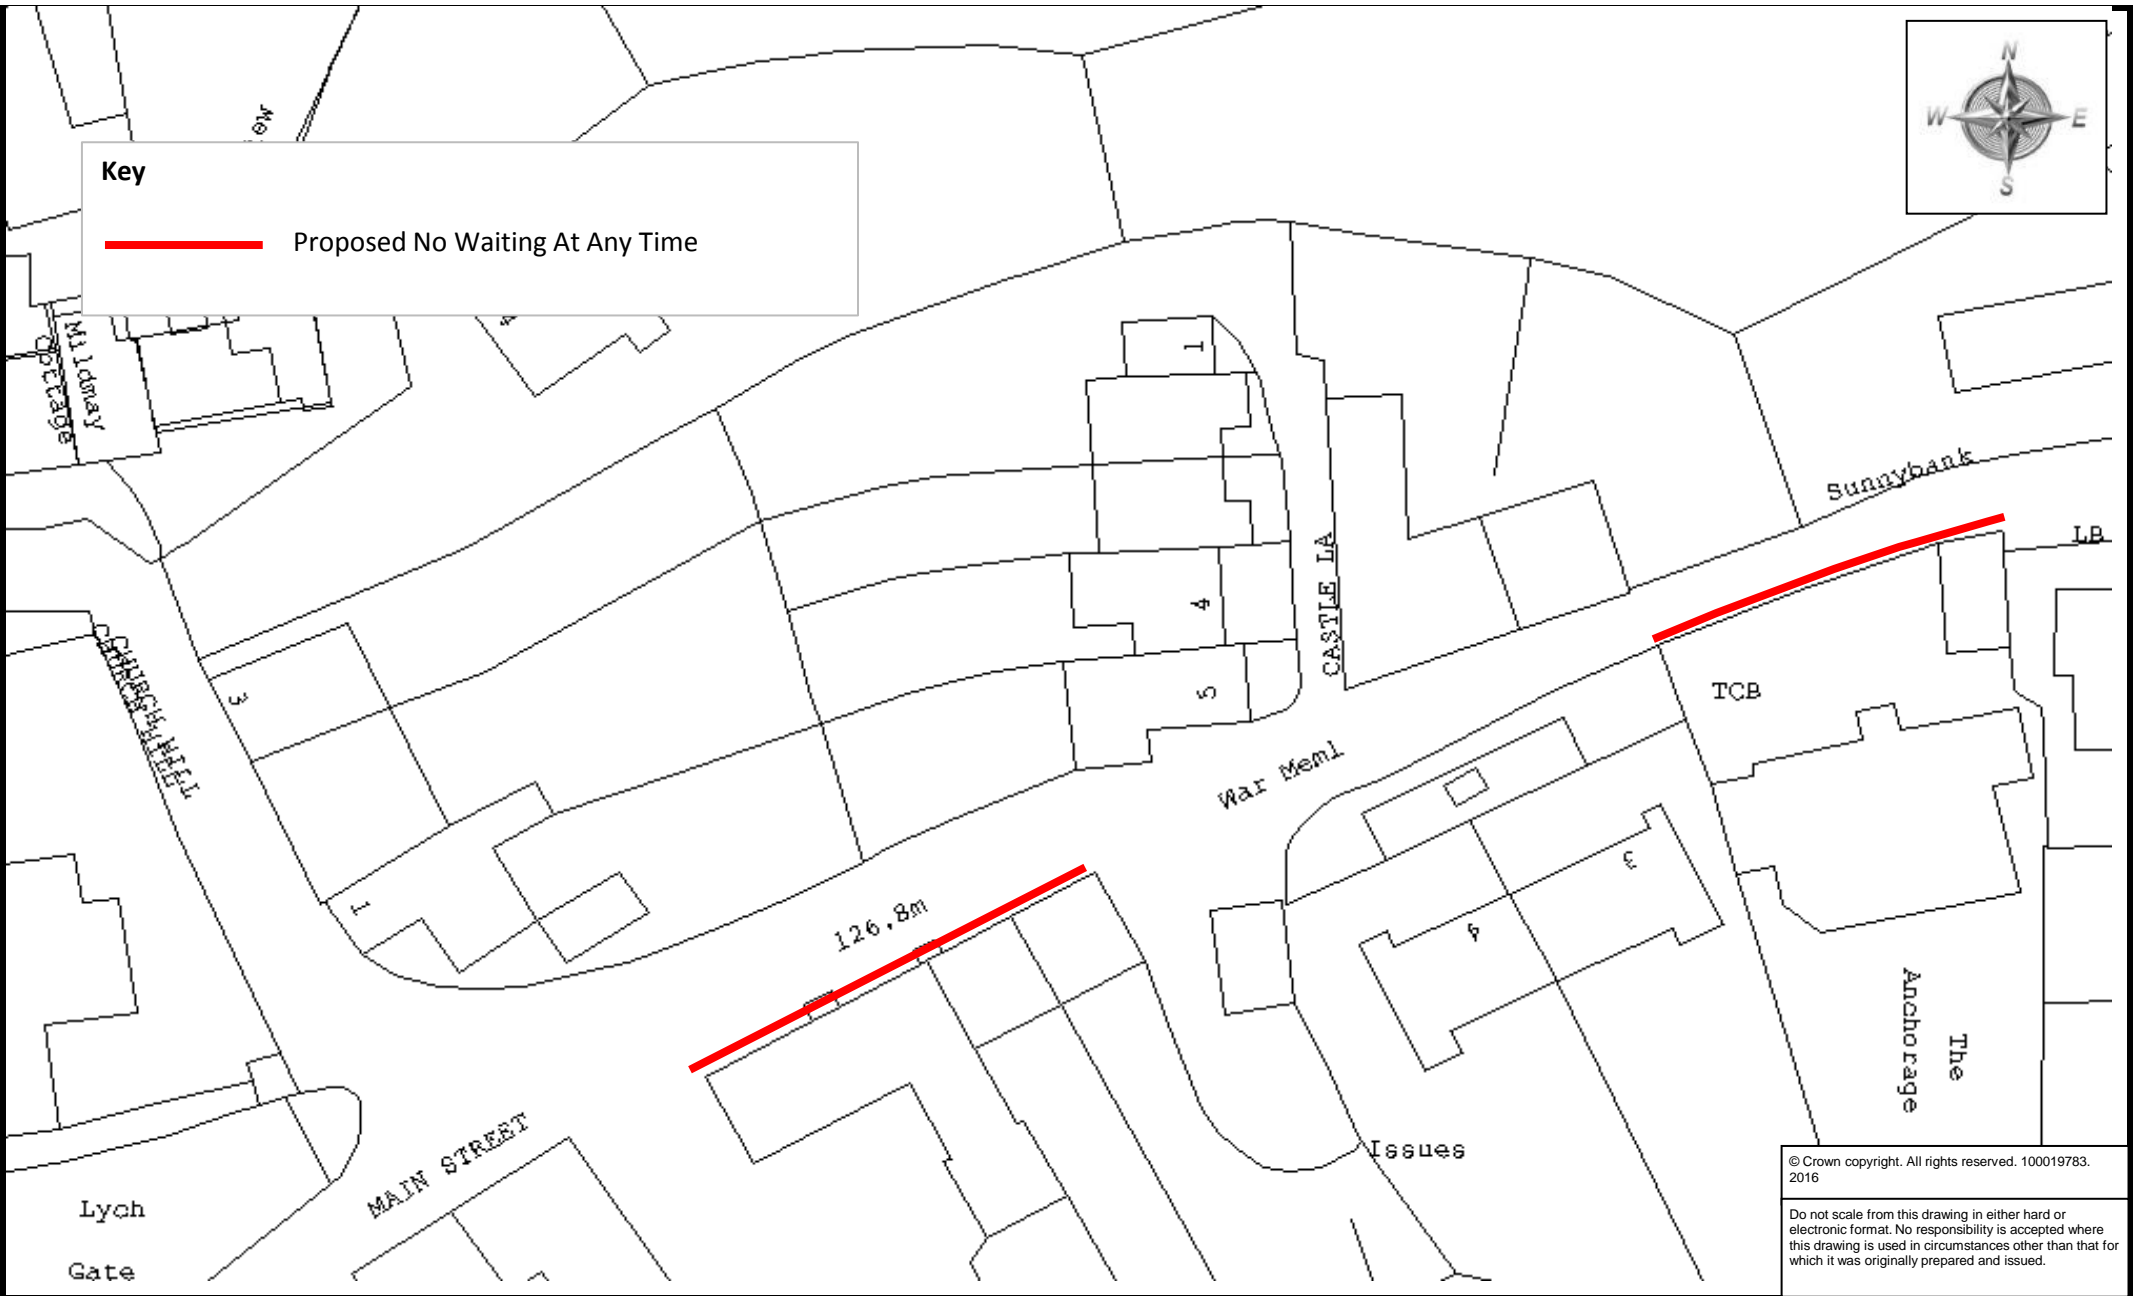 N
W
E
S
Key
Proposed No Waiting At Any Time
Mildmay
Cottage
1
4
5
CASTLE LA
Sunnybank
LB
TCB
CHURCH HILL
CHURCH HILL
3
1
War Meml
126.8m
3
4
The
Anchorage
Issues
MAIN STREET
Lych
Gate
© Crown copyright. All rights reserved. 100019783.
2016
Do not scale from this drawing in either hard or
electronic format. No responsibility is accepted where
this drawing is used in circumstances other than that for
which it was originally prepared and issued.